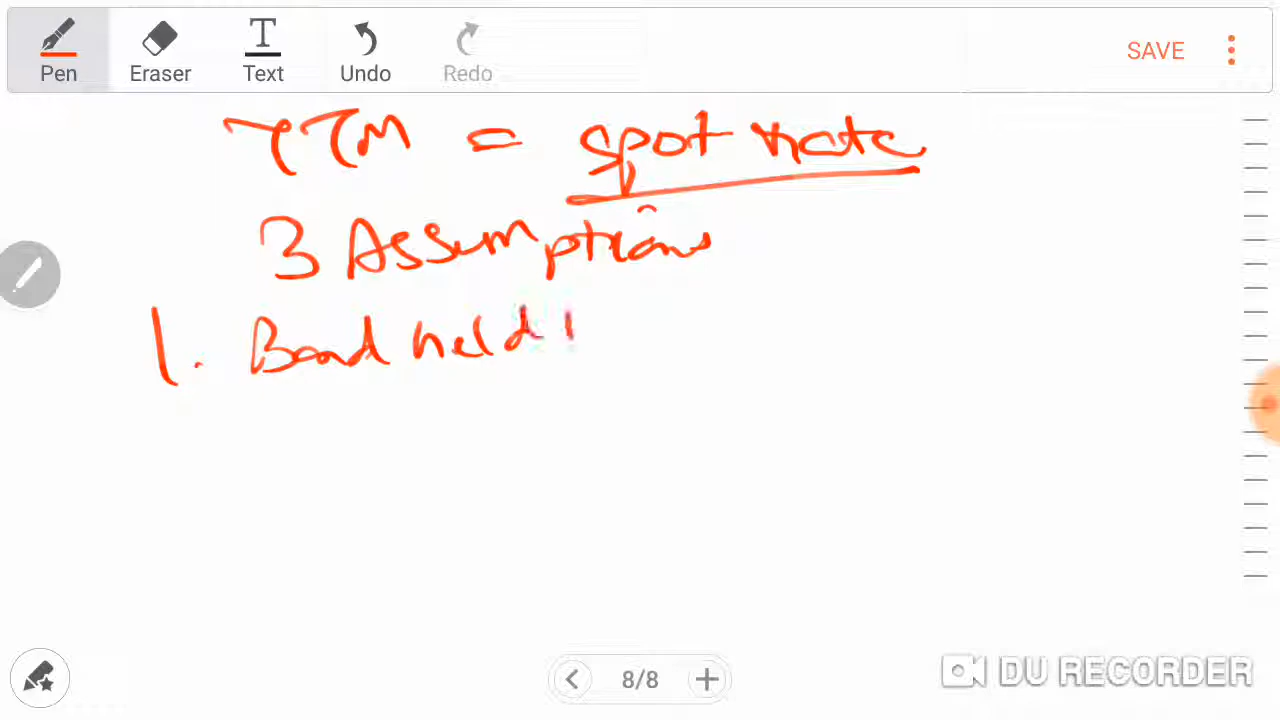 Pen Eraser Text Undo Redo SAVE
YTM = spot rate
3 Assumptions
1. Bond held
8/8
DU RECORDER